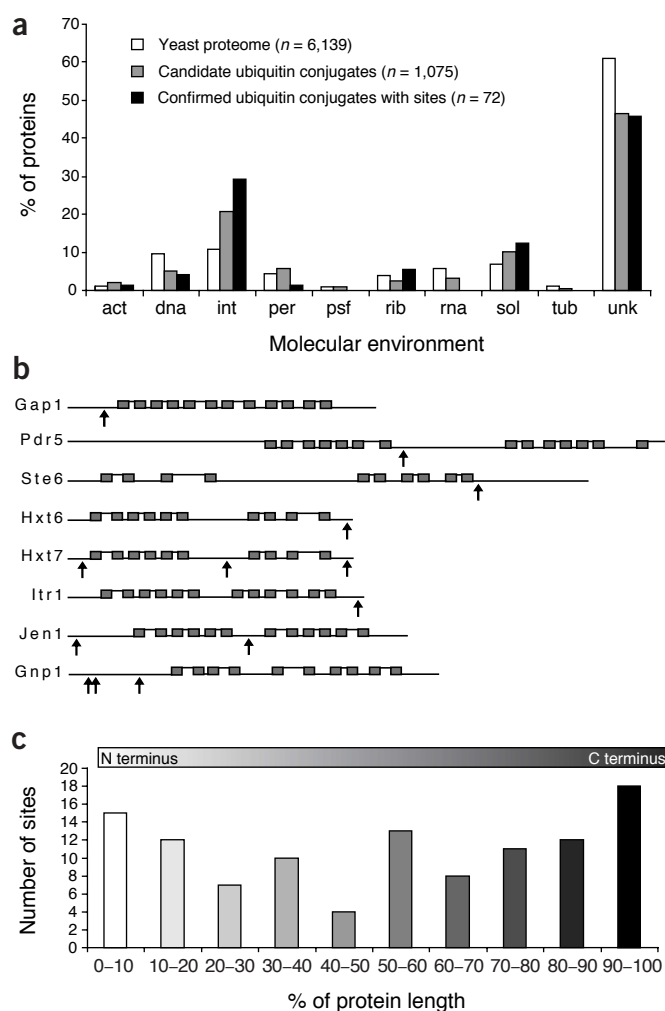 a
70
60
50
40
30
20
10
0
% of proteins
Yeast proteome (n = 6,139)
Candidate ubiquitin conjugates (n = 1,075)
Confirmed ubiquitin conjugates with sites (n = 72)
act dna int per psf rib rna sol tub unk
Molecular environment
b
Gap1
Pdr5
Ste6
Hxt6
Hxt7
Itr1
Jen1
Gnp1
c
N terminus C terminus
20
18
16
14
12
10
8
6
4
2
0
Number of sites
0–10 10–20 20–30 30–40 40–50 50–60 60–70 70–80 80–90 90–100
% of protein length